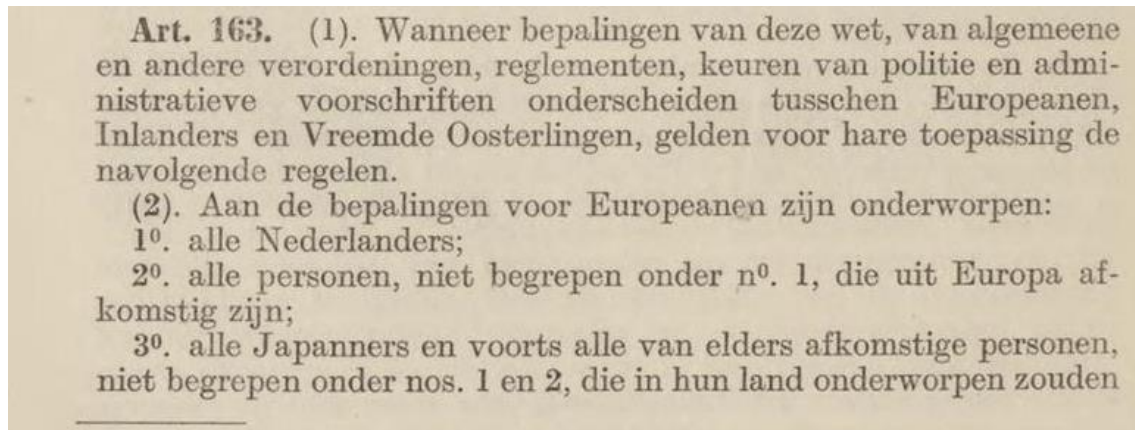 Art. 163. (1). Wanneer bepalingen van deze wet, van algemeene
en andere verordeningen, reglementen, keuren van politie en admi-
nistratieve voorschriften onderscheiden tusschen Europeanen,
Inlanders en Vreemde Oosterlingen, gelden voor hare toepassing de
navolgende regelen.
(2). Aan de bepalingen voor Europeanen zijn onderworpen:
1⁰. alle Nederlanders;
2⁰. alle personen, niet begrepen onder n⁰. 1, die uit Europa af-
komstig zijn;
3⁰. alle Japanners en voorts alle van elders afkomstige personen,
niet begrepen onder nos. 1 en 2, die in hun land onderworpen zouden